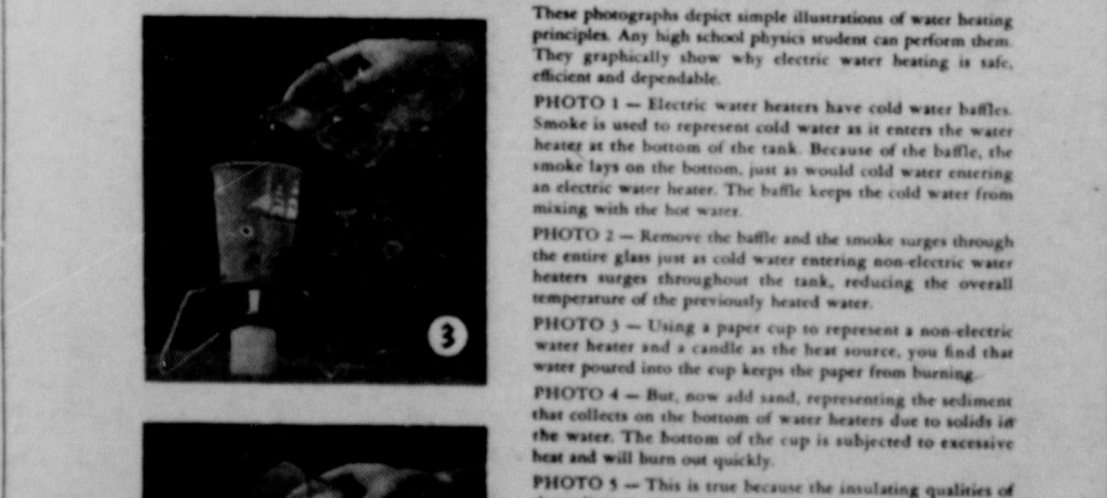 3
These photographs depict simple illustrations of water heating
principles. Any high school physics student can perform them.
They graphically show why electric water heating is safe,
efficient and dependable.
PHOTO 1 — Electric water heaters have cold water baffles.
Smoke is used to represent cold water as it enters the water
heater at the bottom of the tank. Because of the baffle, the
smoke lays on the bottom, just as would cold water entering
an electric water heater. The baffle keeps the cold water from
mixing with the hot water.
PHOTO 2 — Remove the baffle and the smoke surges through
the entire glass just as cold water entering non-electric water
heaters surges throughout the tank, reducing the overall
temperature of the previously heated water.
PHOTO 3 — Using a paper cup to represent a non-electric
water heater and a candle as the heat source, you find that
water poured into the cup keeps the paper from burning.
PHOTO 4 — But, now add sand, representing the sediment
that collects on the bottom of water heaters due to solids in
the water. The bottom of the cup is subjected to excessive
heat and will burn out quickly.
PHOTO 5 — This is true because the insulating qualities of